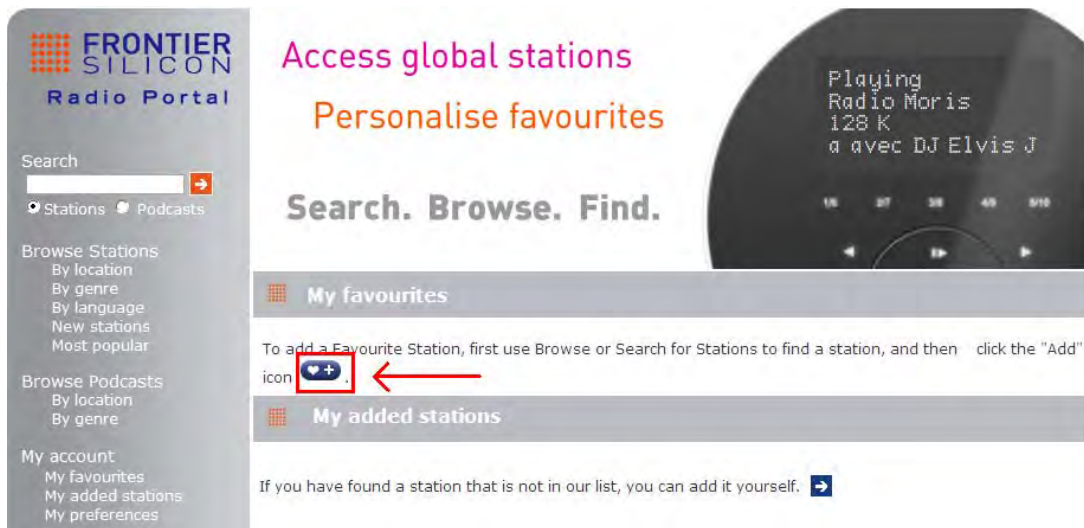 FRONTIER
SILICON
Radio Portal
Search
Stations Podcasts
Browse Stations
By location
By genre
By language
New stations
Most popular
Browse Podcasts
By location
By genre
My account
My favourites
My added stations
My preferences
Access global stations
Personalise favourites
Search. Browse. Find.
Playing
Radio Moris
128 K
a avec DJ Elvis J
1/6 2/7 3/8 4/9 5/10
My favourites
To add a Favourite Station, first use Browse or Search for Stations to find a station, and then click the "Add"
icon .
My added stations
If you have found a station that is not in our list, you can add it yourself.